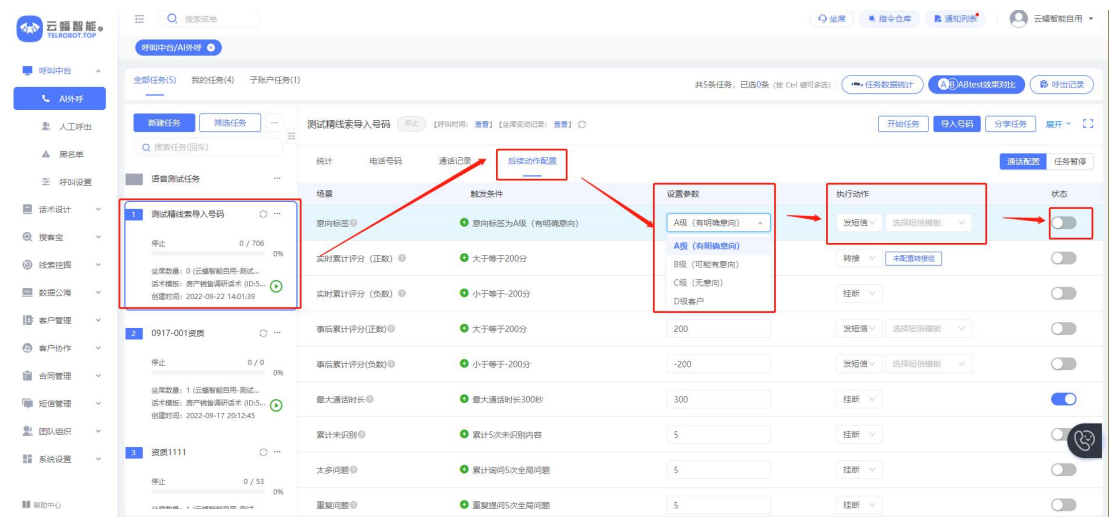 云蝠智能
TELROBOT.TOP
搜索菜单
坐席
指令仓库
通知列表
云蝠智能自用
呼叫中台/AI外呼
呼叫中台
AI外呼
人工呼出
黑名单
呼叫设置
话术设计
搜客宝
线索挖掘
数据公海
客户管理
客户协作
合同管理
短信管理
团队组织
系统设置
帮助中心
全部任务(5) 我的任务(4) 子账户任务(1)
共5条任务，已选0条 (按 Ctrl 键可多选)
任务数据统计
ABtest效果对比
呼出记录
新建任务 筛选任务 ...
搜索任务(回车)
语音测试任务 ...
1 测试精线索导入号码 ...
停止 0 / 706
0%
坐席数量：0 (云蝠智能自用-测试...
话术模板：房产销售调研话术 (ID:5...
创建时间：2022-09-22 14:01:39
2 0917-001资质 ...
停止 0 / 0
0%
坐席数量：1 (云蝠智能自用-测试...
话术模板：房产销售调研话术 (ID:5...
创建时间：2022-09-17 20:12:45
3 资质1111 ...
停止 0 / 53
0%
测试精线索导入号码 停止 【呼叫时间：查看】【坐席变动记录：查看】
开始任务 导入号码 分享任务 展开
统计 电话号码 通话记录 后续动作配置
通话配置 任务暂停
场景 触发条件 设置参数 执行动作 状态
意向标签 意向标签为A级（有明确意向） A级（有明确意向） 发短信 选择短信模板
A级（有明确意向）
B级（可能有意向）
C级（无意向）
D级客户
实时累计评分（正数） 大于等于200分 转接 未配置转接组
实时累计评分（负数） 小于等于-200分 挂断
事后累计评分(正数) 大于等于200分 200 发短信 选择短信模板
事后累计评分(负数) 小于等于-200分 -200 发短信 选择短信模板
最大通话时长 最大通话时长300秒 300 挂断
累计未识别 累计5次未识别内容 5 挂断
太多问题 累计询问5次全局问题 5 挂断
重复问题 重复提问5次全局问题 5 挂断